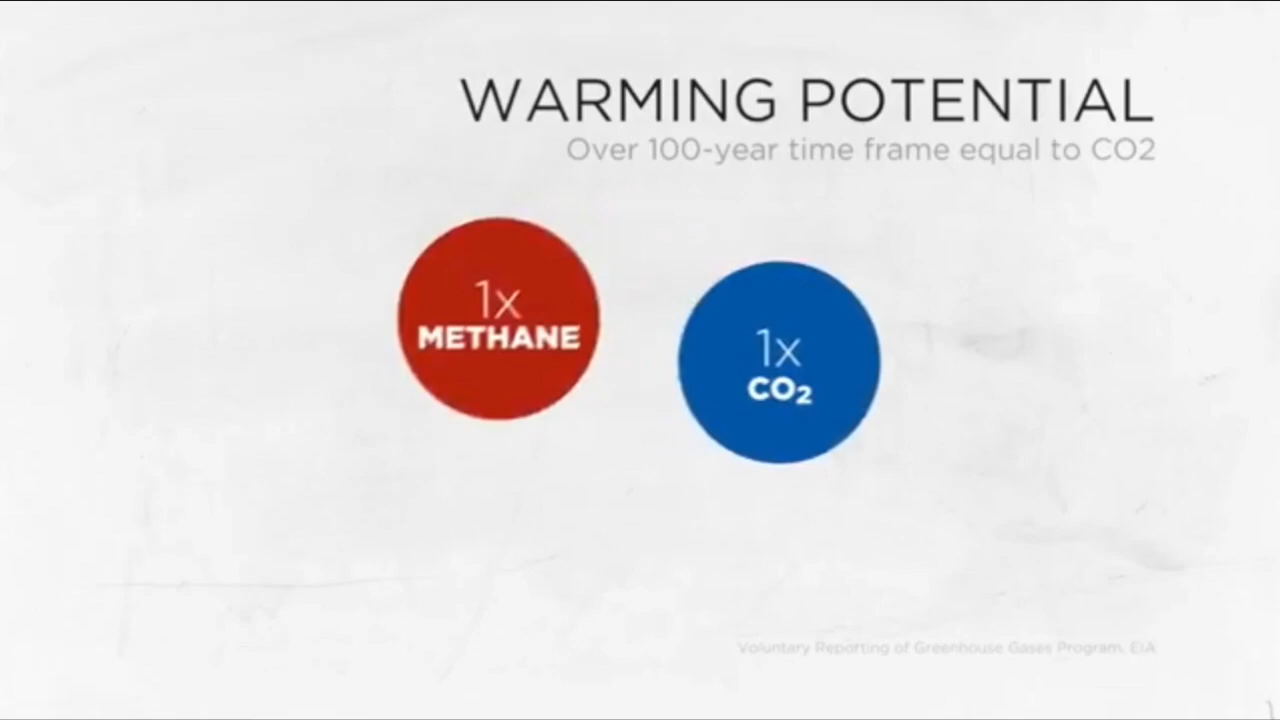 WARMING POTENTIAL
Over 100-year time frame equal to CO2
1x
METHANE
1x
CO₂
Voluntary Reporting of Greenhouse Gases Program, EIA